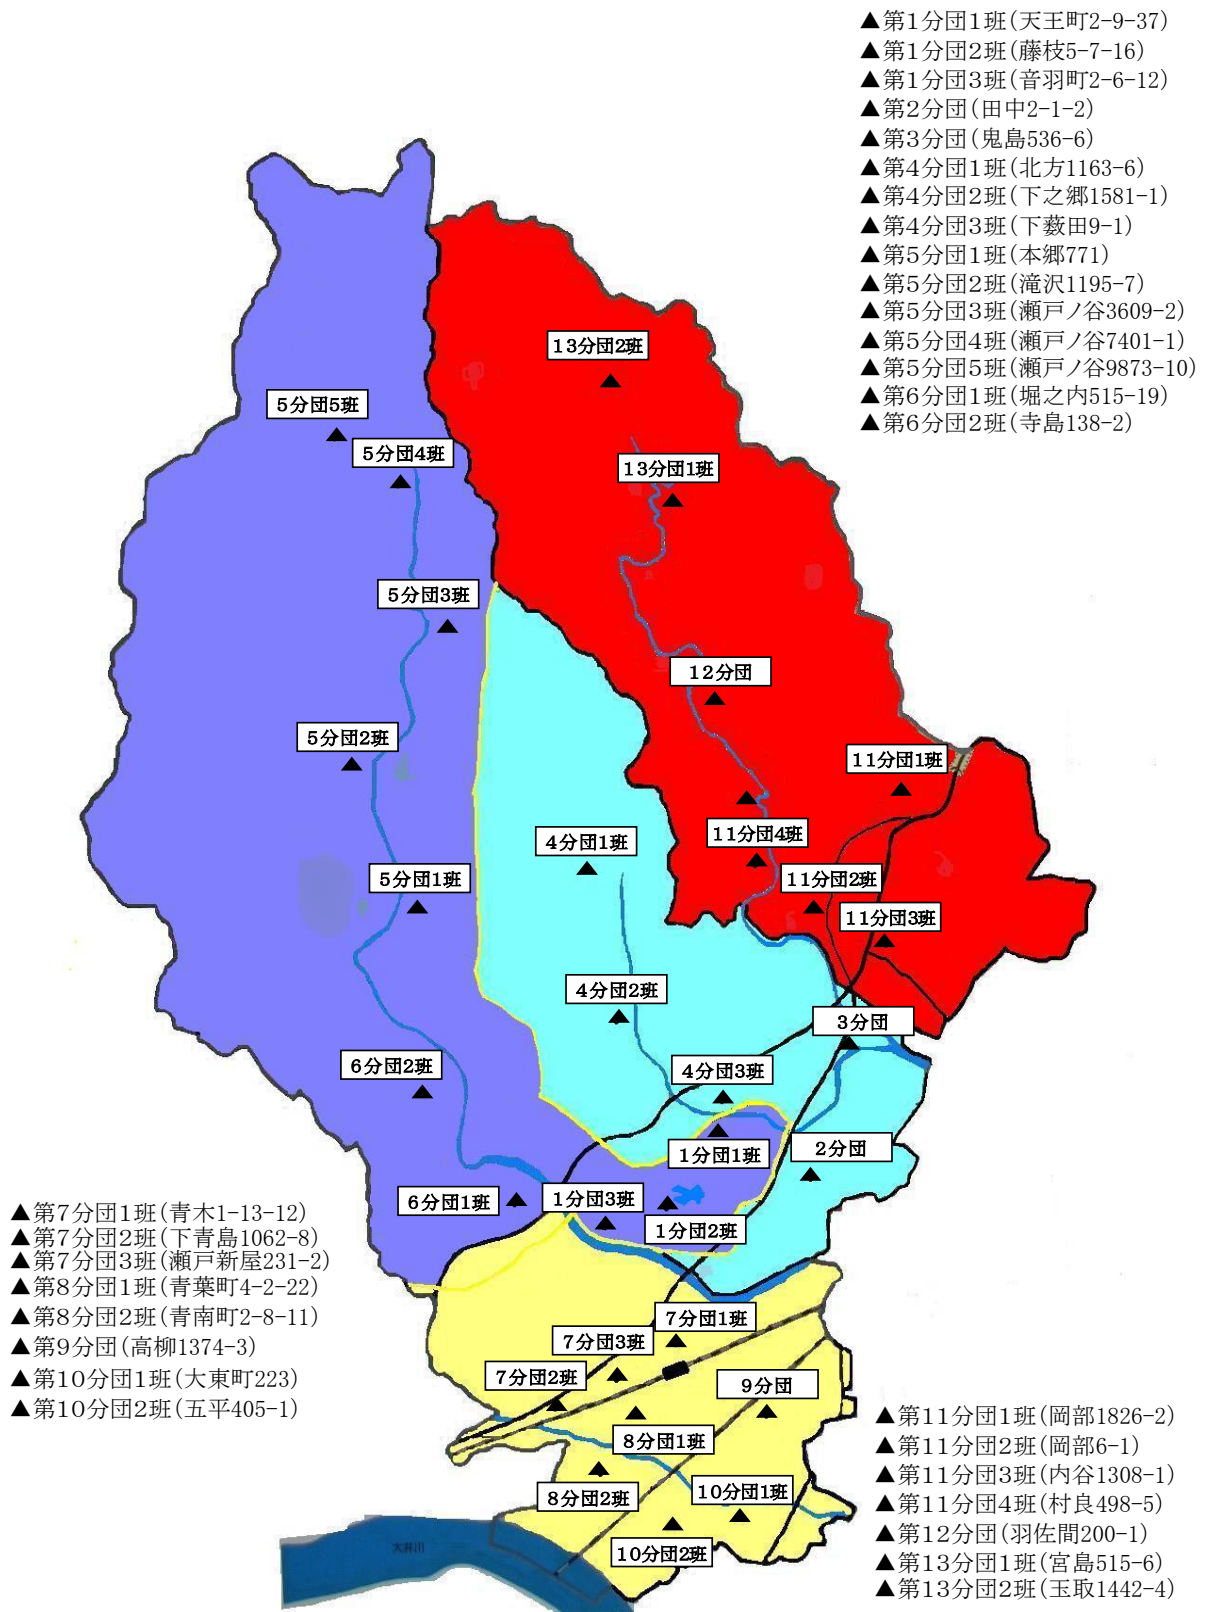 ▲第1分団1班(天王町2-9-37)
▲第1分団2班(藤枝5-7-16)
▲第1分団3班(音羽町2-6-12)
▲第2分団(田中2-1-2)
▲第3分団(鬼島536-6)
▲第4分団1班(北方1163-6)
▲第4分団2班(下之郷1581-1)
▲第4分団3班(下薮田9-1)
▲第5分団1班(本郷771)
▲第5分団2班(滝沢1195-7)
▲第5分団3班(瀬戸ノ谷3609-2)
▲第5分団4班(瀬戸ノ谷7401-1)
▲第5分団5班(瀬戸ノ谷9873-10)
▲第6分団1班(堀之内515-19)
▲第6分団2班(寺島138-2)
13分団2班
5分団5班
5分団4班
13分団1班
5分団3班
12分団
5分団2班
11分団1班
11分団4班
4分団1班
5分団1班
11分団2班
11分団3班
4分団2班
3分団
6分団2班
4分団3班
1分団1班
2分団
6分団1班
1分団3班
1分団2班
▲第7分団1班(青木1-13-12)
▲第7分団2班(下青島1062-8)
▲第7分団3班(瀬戸新屋231-2)
▲第8分団1班(青葉町4-2-22)
▲第8分団2班(青南町2-8-11)
▲第9分団(高柳1374-3)
▲第10分団1班(大東町223)
▲第10分団2班(五平405-1)
7分団1班
7分団3班
7分団2班
9分団
8分団1班
8分団2班
10分団1班
10分団2班
大井川
▲第11分団1班(岡部1826-2)
▲第11分団2班(岡部6-1)
▲第11分団3班(内谷1308-1)
▲第11分団4班(村良498-5)
▲第12分団(羽佐間200-1)
▲第13分団1班(宮島515-6)
▲第13分団2班(玉取1442-4)